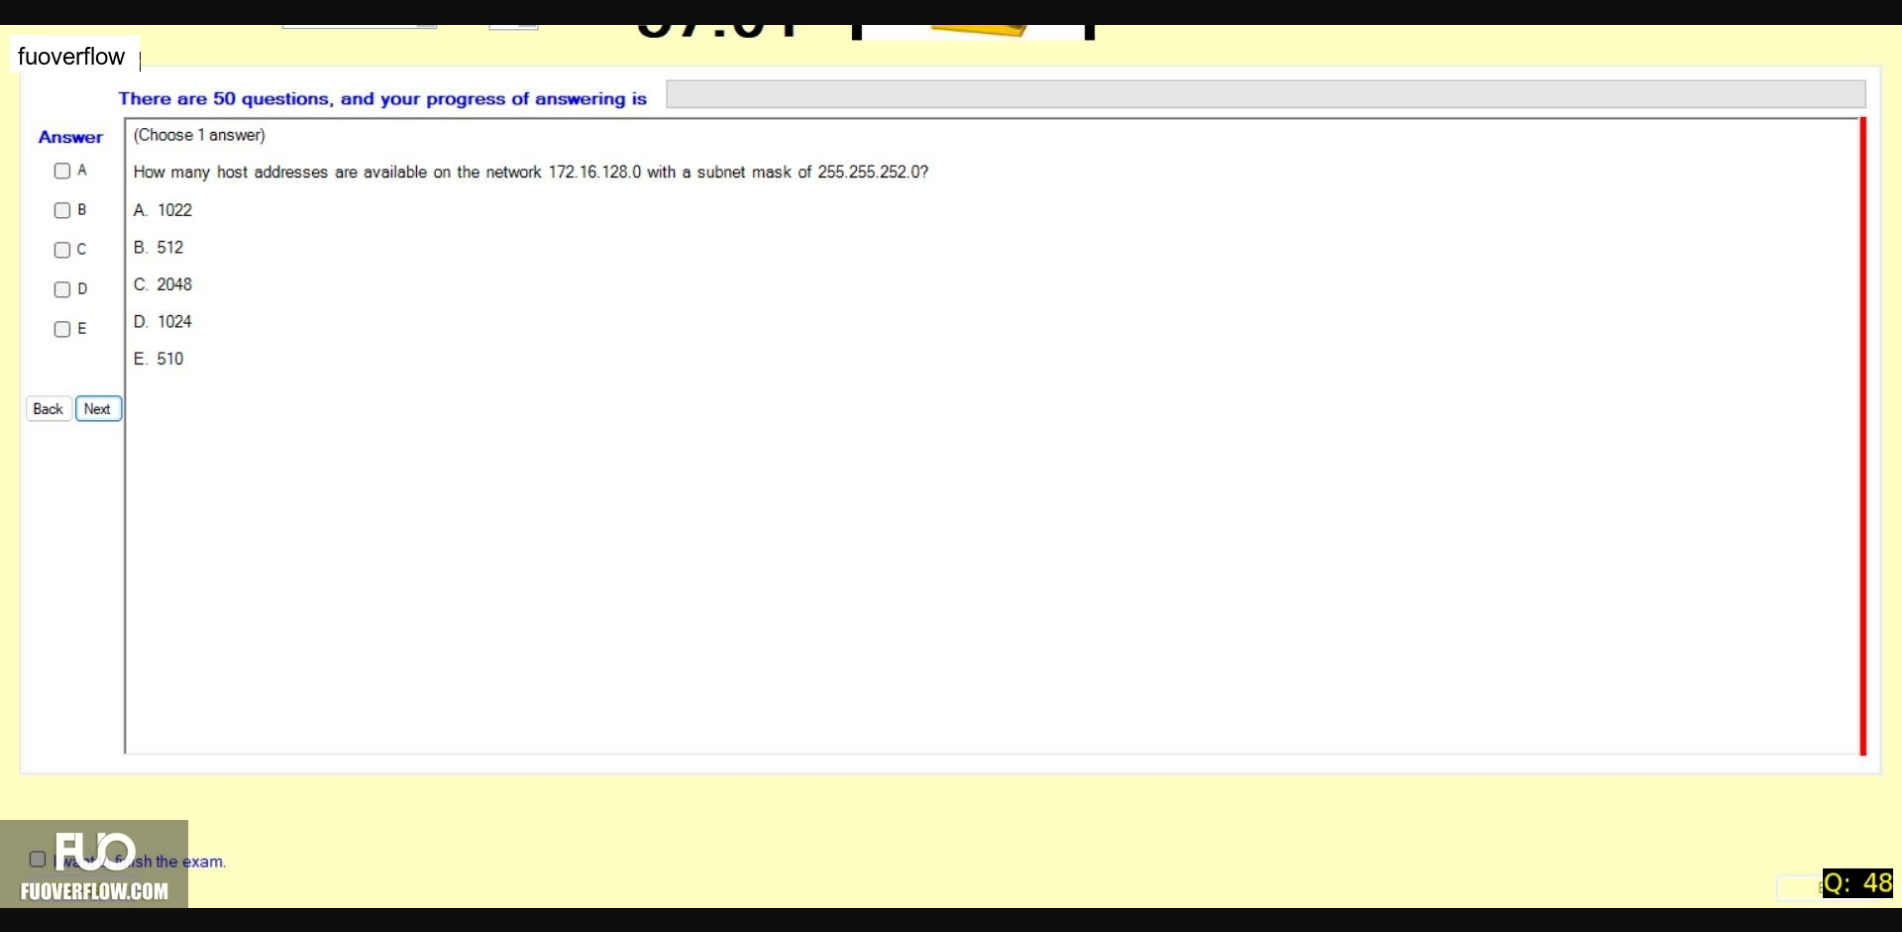 fuoverflow
There are 50 questions, and your progress of answering is
Answer
(Choose 1 answer)
A
How many host addresses are available on the network 172.16.128.0 with a subnet mask of 255.255.252.0?
B
A. 1022
C
B. 512
D
C. 2048
E
D. 1024
E. 510
Back Next
FUO
finish the exam.
FUOVERFLOW.COM
Q: 48